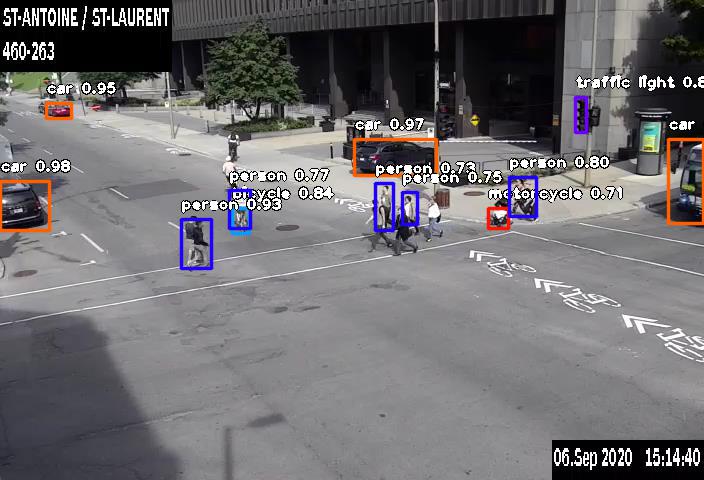 ST-ANTOINE / ST-LAURENT
460-263
traffic light 0.8
car 0.95
car 0.97
car
car 0.98
person 0.77
person 0.73
person 0.75
person 0.80
bicycle 0.84
motorcycle 0.71
person 0.93
06.Sep 2020 15:14:40